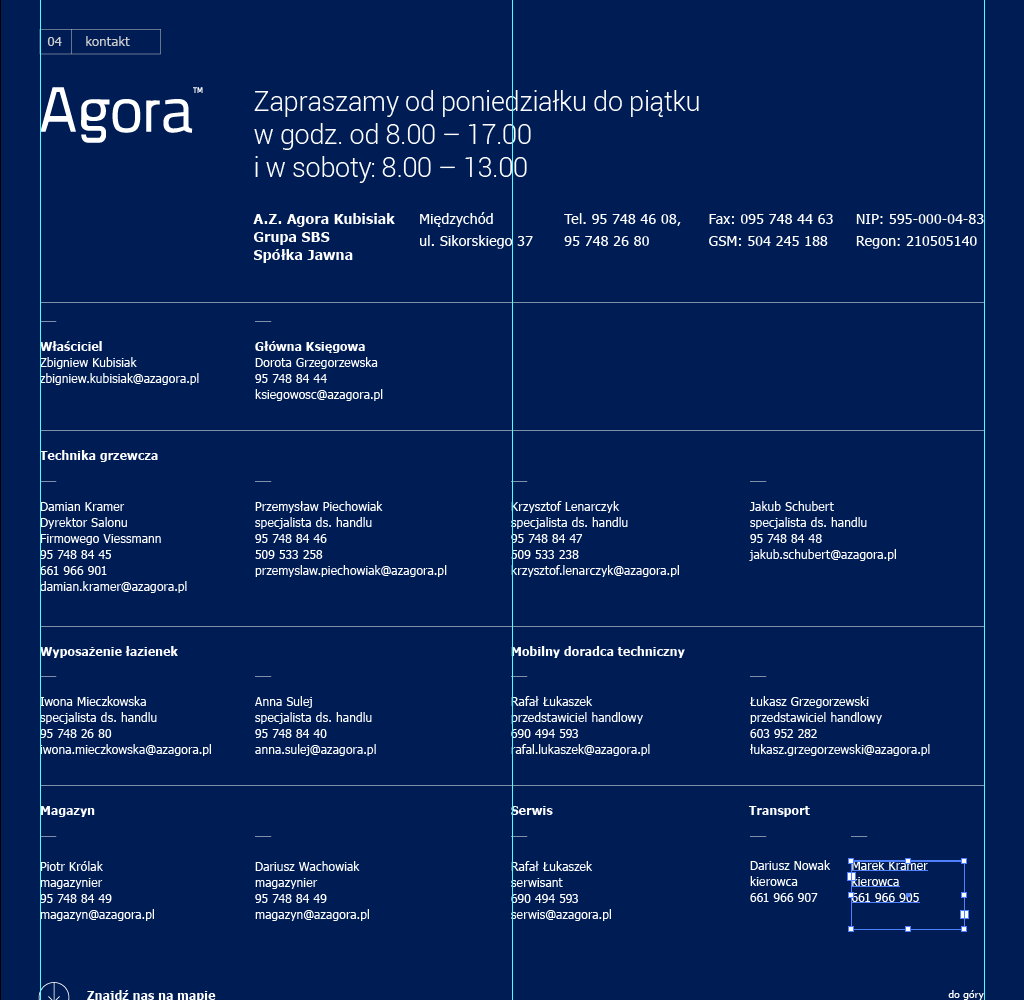 04 kontakt
Agora™
Zapraszamy od poniedziałku do piątku
w godz. od 8.00 – 17.00
i w soboty: 8.00 – 13.00
A.Z. Agora Kubisiak
Grupa SBS
Spółka Jawna
Międzychód
ul. Sikorskiego 37
Tel. 95 748 46 08,
95 748 26 80
Fax: 095 748 44 63
GSM: 504 245 188
NIP: 595-000-04-83
Regon: 210505140
Właściciel
Zbigniew Kubisiak
zbigniew.kubisiak@azagora.pl
Główna Księgowa
Dorota Grzegorzewska
95 748 84 44
ksiegowosc@azagora.pl
Technika grzewcza
Damian Kramer
Dyrektor Salonu
Firmowego Viessmann
95 748 84 45
661 966 901
damian.kramer@azagora.pl
Przemysław Piechowiak
specjalista ds. handlu
95 748 84 46
509 533 258
przemyslaw.piechowiak@azagora.pl
Krzysztof Lenarczyk
specjalista ds. handlu
95 748 84 47
509 533 238
krzysztof.lenarczyk@azagora.pl
Jakub Schubert
specjalista ds. handlu
95 748 84 48
jakub.schubert@azagora.pl
Wyposażenie łazienek
Iwona Mieczkowska
specjalista ds. handlu
95 748 26 80
iwona.mieczkowska@azagora.pl
Anna Sulej
specjalista ds. handlu
95 748 84 40
anna.sulej@azagora.pl
Mobilny doradca techniczny
Rafał Łukaszek
przedstawiciel handlowy
690 494 593
rafal.lukaszek@azagora.pl
Łukasz Grzegorzewski
przedstawiciel handlowy
603 952 282
łukasz.grzegorzewski@azagora.pl
Magazyn
Piotr Królak
magazynier
95 748 84 49
magazyn@azagora.pl
Dariusz Wachowiak
magazynier
95 748 84 49
magazyn@azagora.pl
Serwis
Rafał Łukaszek
serwisant
690 494 593
serwis@azagora.pl
Transport
Dariusz Nowak
kierowca
661 966 907
Marek Kramer
kierowca
661 966 905
Znajdź nas na mapie
do góry